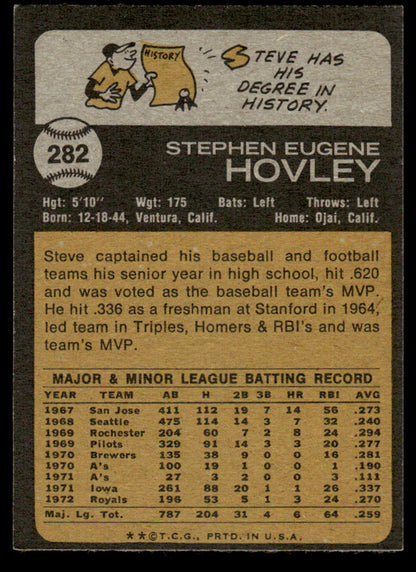 HISTORY
STEVE HAS
HIS
DEGREE IN
HISTORY.
282
STEPHEN EUGENE
HOVLEY
Hgt: 5'10" Wgt: 175 Bats: Left Throws: Left
Born: 12-18-44, Ventura, Calif. Home: Ojai, Calif.
Steve captained his baseball and football
teams his senior year in high school, hit .620
and was voted as the baseball team's MVP.
He hit .336 as a freshman at Stanford in 1964,
led team in Triples, Homers & RBI's and was
team's MVP.
MAJOR & MINOR LEAGUE BATTING RECORD
YEAR TEAM AB H 2B 3B HR RBI AVG
1967 San Jose 411 112 19 7 14 56 .273
1968 Seattle 475 114 14 3 7 32 .240
1969 Rochester 204 60 7 2 8 24 .294
1969 Pilots 329 91 14 3 3 20 .277
1970 Brewers 135 38 9 0 0 16 .281
1970 A's 100 19 1 0 0 1 .190
1971 A's 27 3 2 0 0 3 .111
1971 Iowa 261 88 20 1 1 26 .337
1972 Royals 196 53 5 1 3 24 .270
Maj. Lg. Tot. 787 204 31 4 6 64 .259
**©T.C.G., PRTD. IN U.S.A.